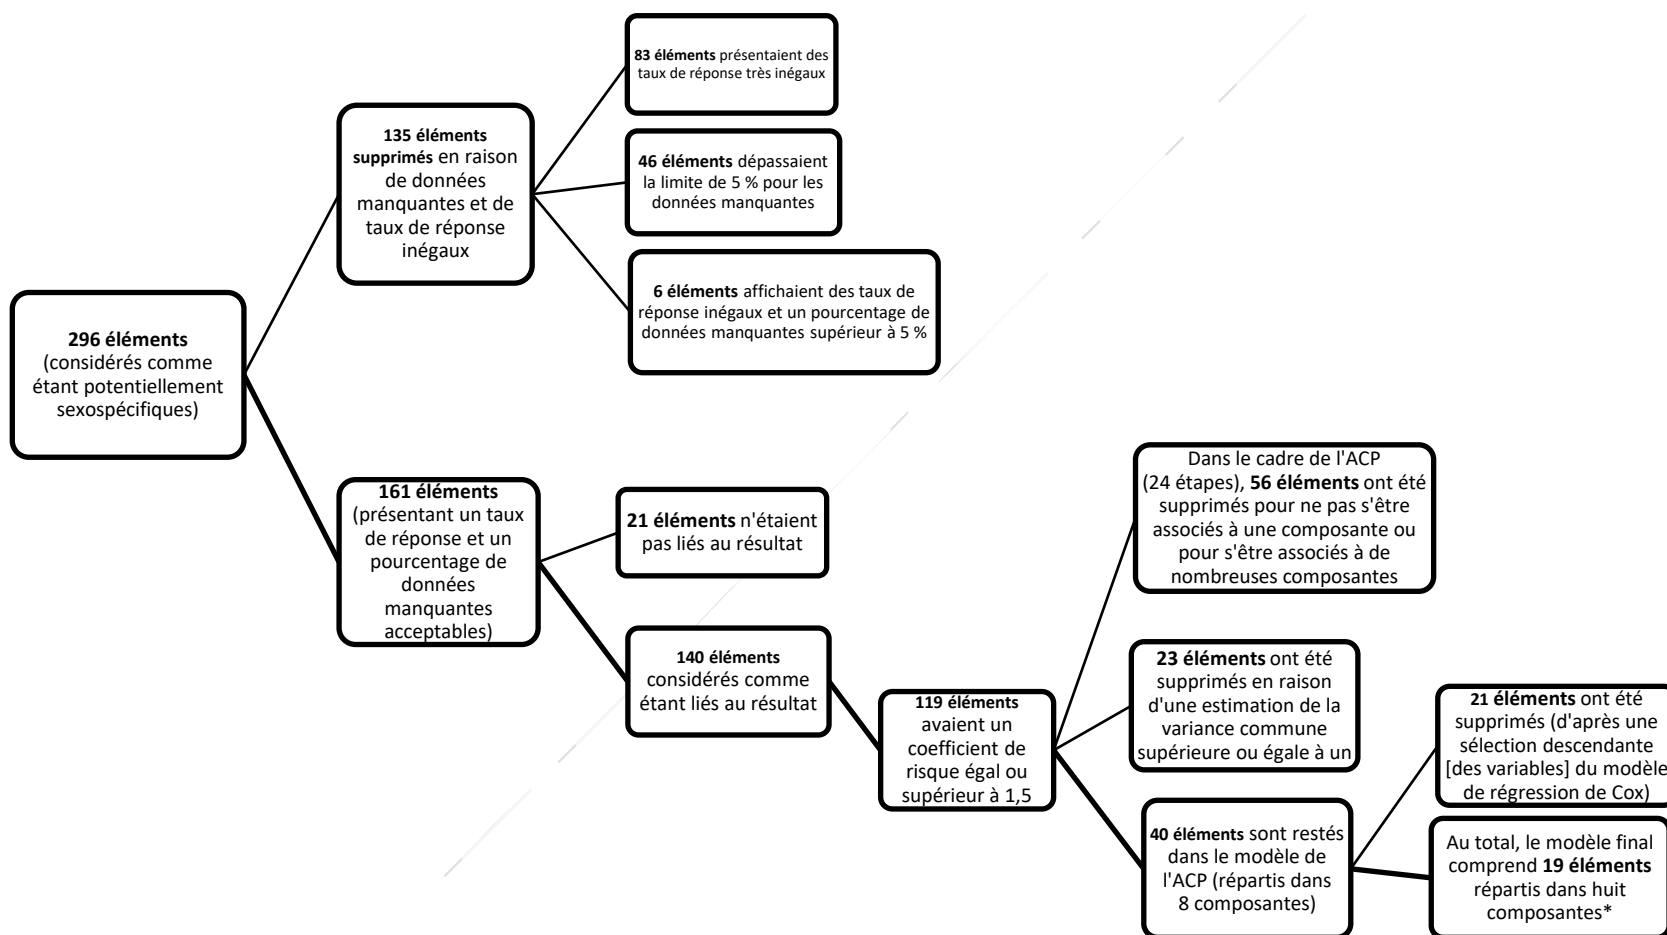 83 éléments présentaient des
taux de réponse très inégaux
135 éléments
supprimés en raison
de données
manquantes et de
taux de réponse
inégaux
46 éléments dépassaient
la limite de 5 % pour les
données manquantes
6 éléments affichaient des taux de
réponse inégaux et un pourcentage de
données manquantes supérieur à 5 %
296 éléments
(considérés comme
étant potentiellement
sexospécifiques)
161 éléments
(présentant un taux
de réponse et un
pourcentage de
données
manquantes
acceptables)
21 éléments n'étaient
pas liés au résultat
140 éléments
considérés comme
étant liés au résultat
119 éléments
avaient un
coefficient de
risque égal ou
supérieur à 1,5
Dans le cadre de l'ACP
(24 étapes), 56 éléments ont été
supprimés pour ne pas s'être
associés à une composante ou
pour s'être associés à de
nombreuses composantes
23 éléments ont été
supprimés en raison
d'une estimation de la
variance commune
supérieure ou égale à un
40 éléments sont restés
dans le modèle de
l'ACP (répartis dans
8 composantes)
21 éléments ont été
supprimés (d'après une
sélection descendante
[des variables] du modèle
de régression de Cox)
Au total, le modèle final
comprend 19 éléments
répartis dans huit
composantes*